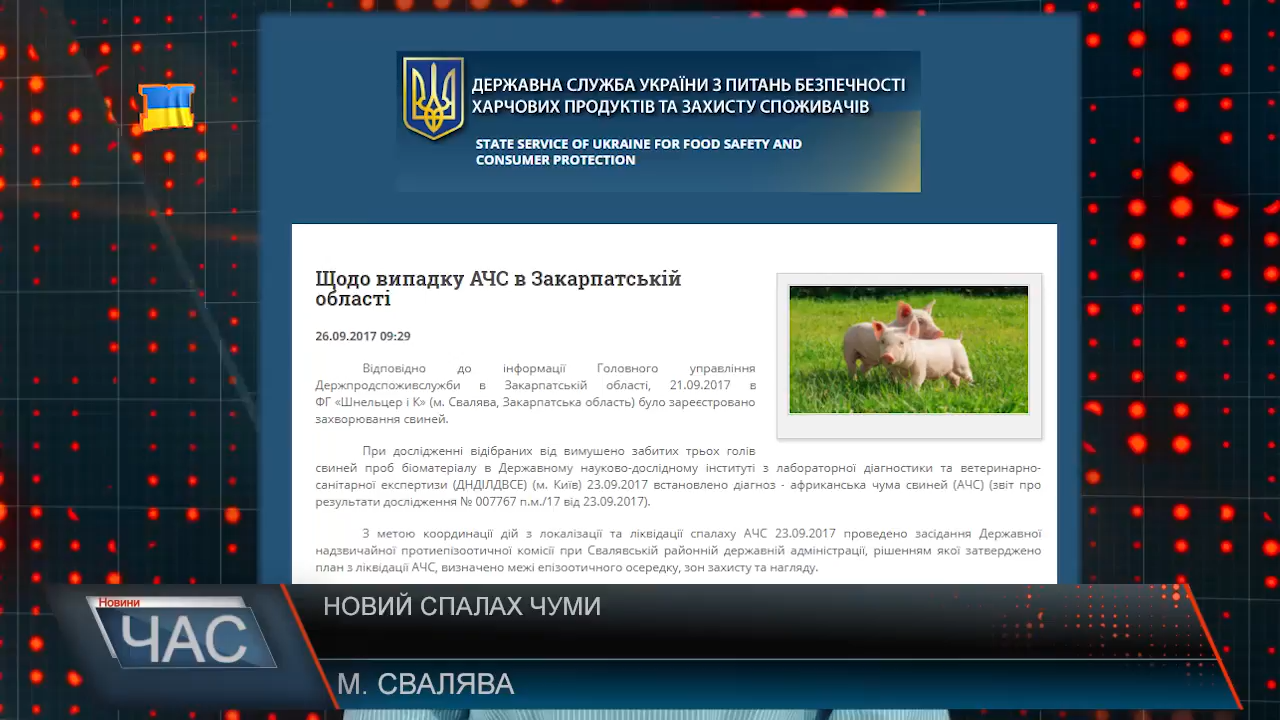 ДЕРЖАВНА СЛУЖБА УКРАЇНИ З ПИТАНЬ БЕЗПЕЧНОСТІ
ХАРЧОВИХ ПРОДУКТІВ ТА ЗАХИСТУ СПОЖИВАЧІВ
STATE SERVICE OF UKRAINE FOR FOOD SAFETY AND
CONSUMER PROTECTION
Щодо випадку АЧС в Закарпатській
області
26.09.2017 09:29
Відповідно до інформації Головного управління
Держпродспоживслужби в Закарпатській області, 21.09.2017 в
ФГ «Шнельцер і К» (м. Свалява, Закарпатська область) було зареєстровано
захворювання свиней.
При дослідженні відібраних від вимушено забитих трьох голів
свиней проб біоматеріалу в Державному науково-дослідному інституті з лабораторної діагностики та ветеринарно-
санітарної експертизи (ДНДІЛДВСЕ) (м. Київ) 23.09.2017 встановлено діагноз - африканська чума свиней (АЧС) (звіт про
результати дослідження № 007767 п.м./17 від 23.09.2017).
З метою координації дій з локалізації та ліквідації спалаху АЧС 23.09.2017 проведено засідання Державної
надзвичайної протиепізоотичної комісії при Свалявській районній державній адміністрації, рішенням якої затверджено
план з ліквідації АЧС, визначено межі епізоотичного осередку, зон захисту та нагляду.
Новини
ЧАС
НОВИЙ СПАЛАХ ЧУМИ
М. СВАЛЯВА